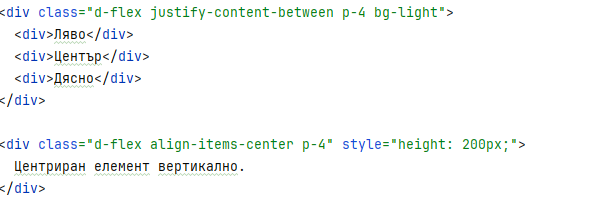 <div class="d-flex justify-content-between p-4 bg-light">
<div>Ляво</div>
<div>Център</div>
<div>Дясно</div>
</div>
<div class="d-flex align-items-center p-4" style="height: 200px;">
Центриран елемент вертикално.
</div>